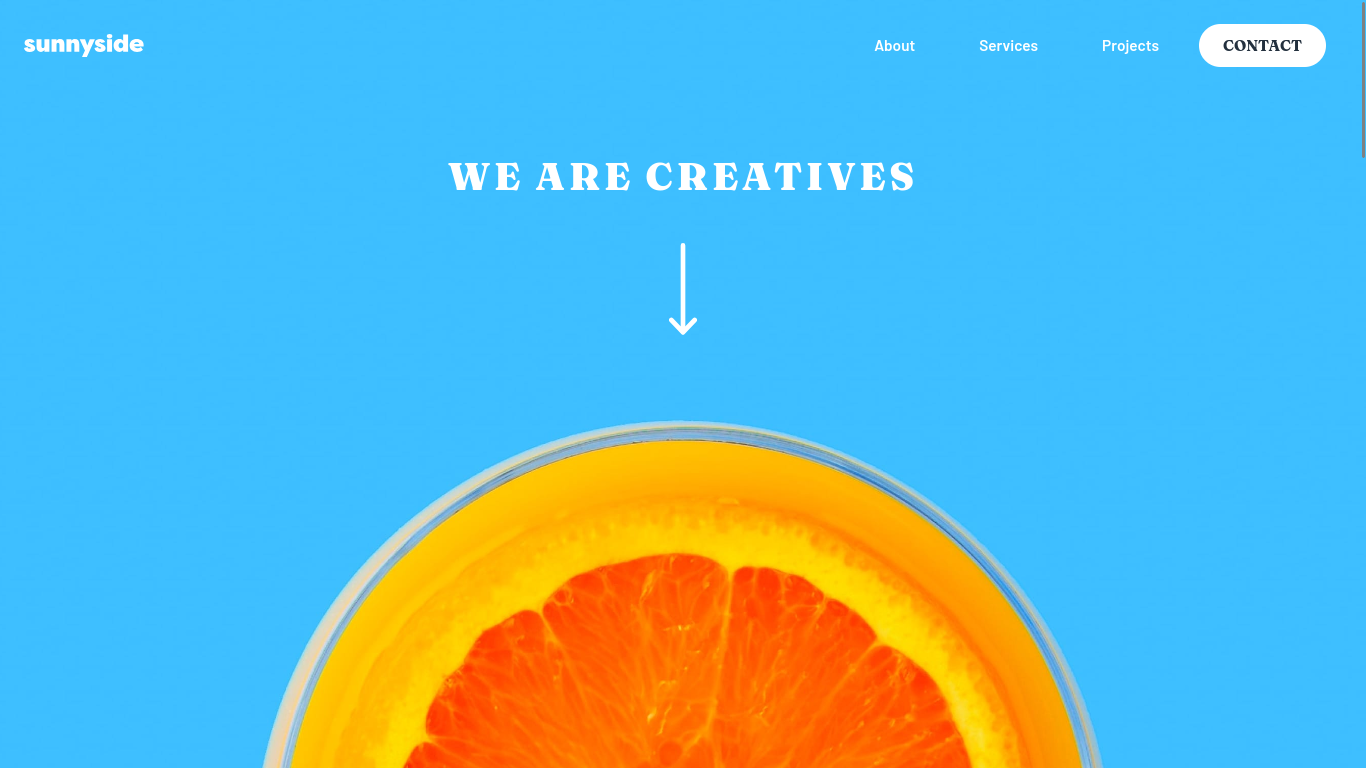 sunnyside
About
Services
Projects
CONTACT
WE ARE CREATIVES